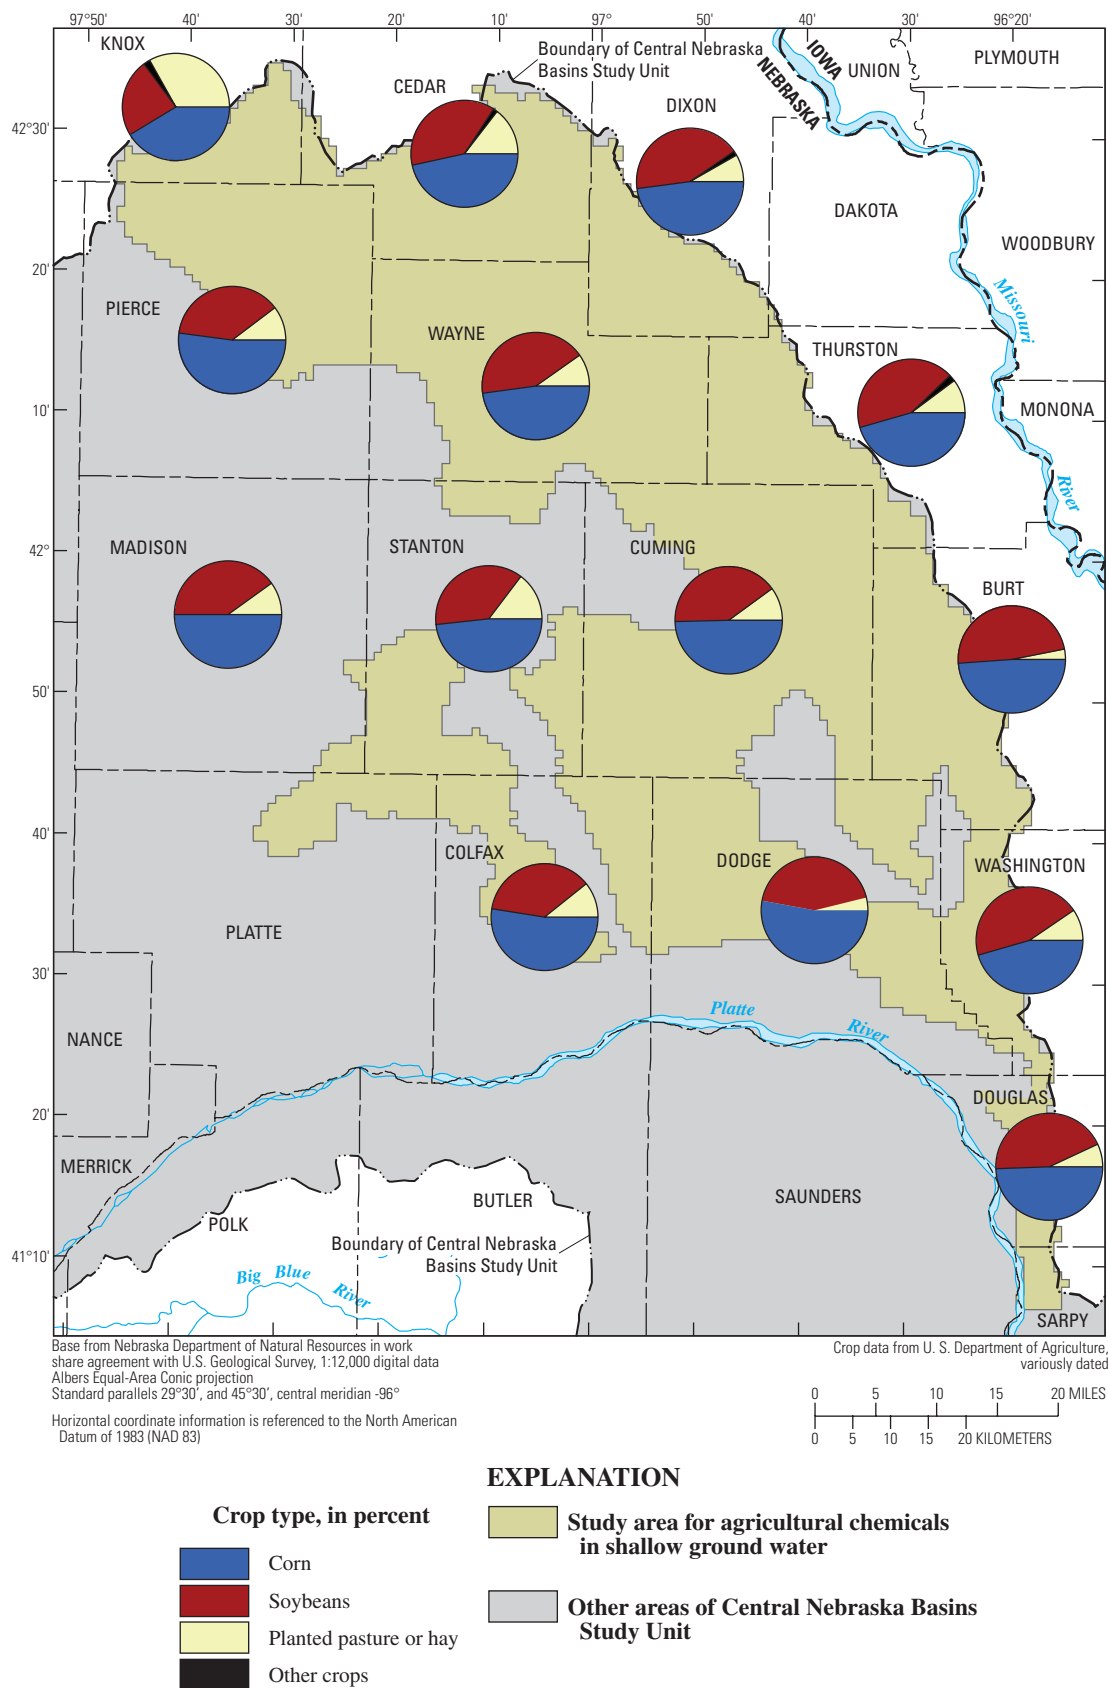 97°50'
40'
30'
20'
10'
97°
50'
40'
30'
96°20'
KNOX
CEDAR
Boundary of Central Nebraska
Basins Study Unit
DIXON
IOWA
NEBRASKA
UNION
PLYMOUTH
42°30'
DAKOTA
WOODBURY
20'
PIERCE
WAYNE
Missouri
THURSTON
10'
MONONA
River
42°
MADISON
STANTON
CUMING
BURT
50'
40'
COLFAX
DODGE
WASHINGTON
PLATTE
30'
Platte
River
NANCE
DOUGLAS
20'
MERRICK
SAUNDERS
BUTLER
POLK
41°10'
Boundary of Central Nebraska
Basins Study Unit
Big Blue
River
SARPY
Base from Nebraska Department of Natural Resources in work
share agreement with U.S. Geological Survey, 1:12,000 digital data
Albers Equal-Area Conic projection
Standard parallels 29°30', and 45°30', central meridian -96°
Horizontal coordinate information is referenced to the North American
Datum of 1983 (NAD 83)
Crop data from U. S. Department of Agriculture,
variously dated
0 5 10 15 20 MILES
0 5 10 15 20 KILOMETERS
EXPLANATION
Crop type, in percent
Corn
Soybeans
Planted pasture or hay
Other crops
Study area for agricultural chemicals
in shallow ground water
Other areas of Central Nebraska Basins
Study Unit